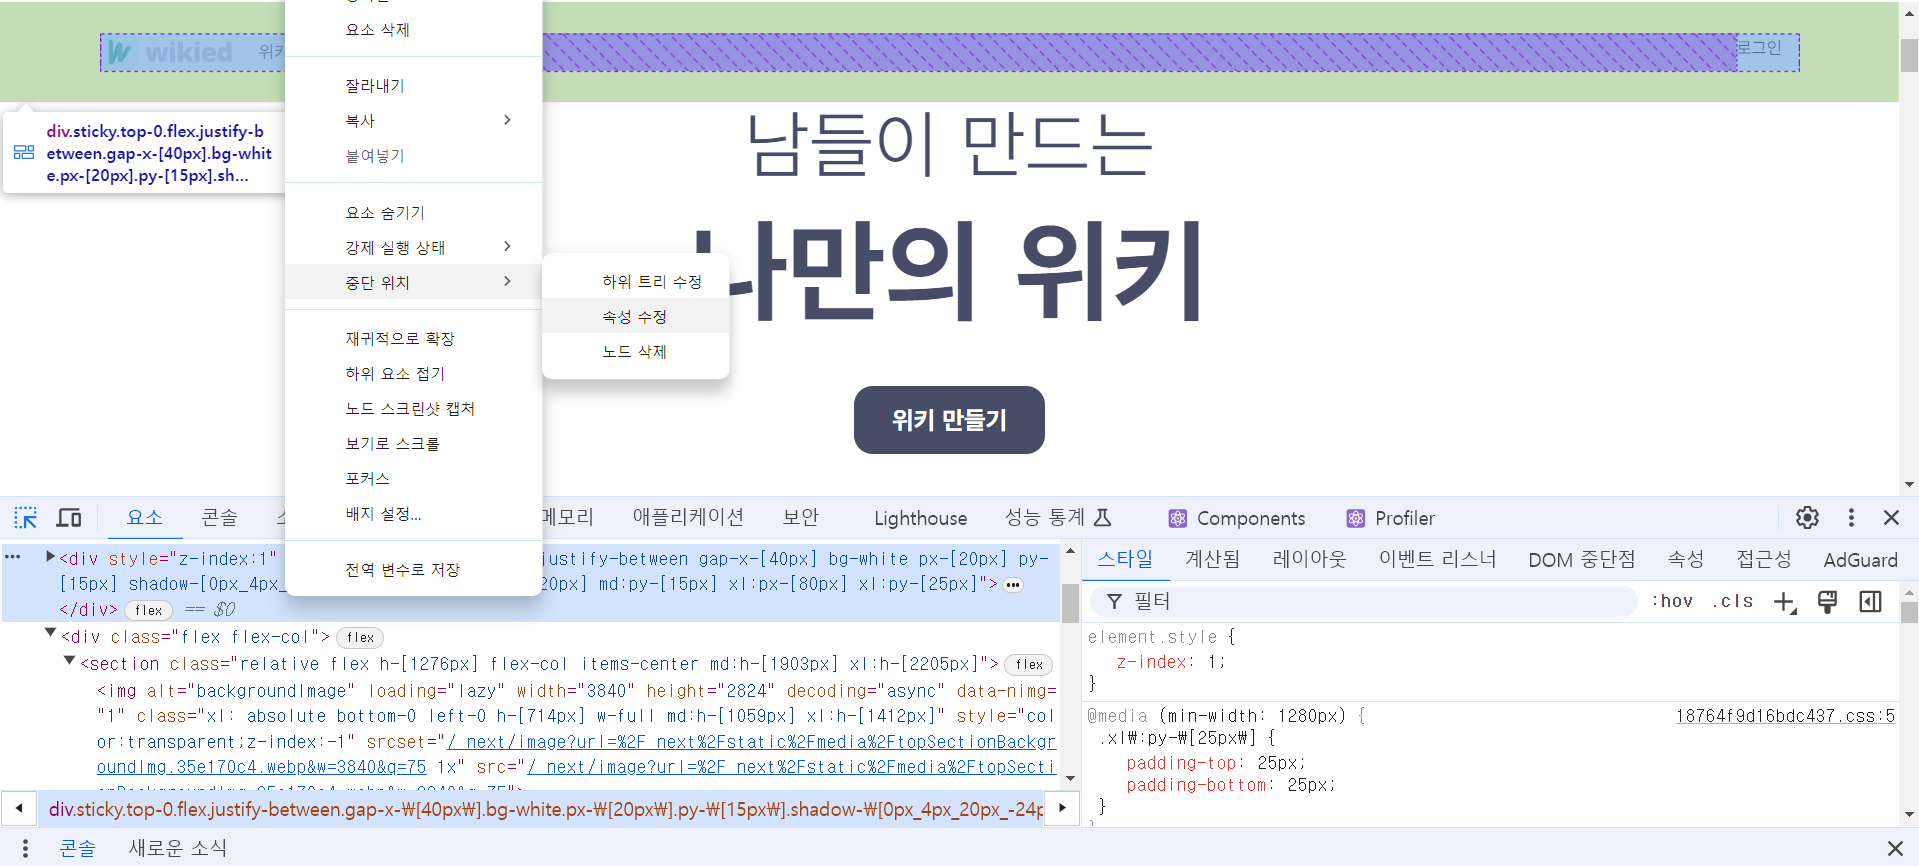 요소 삭제
wikied 위키
로그인
잘라내기
복사
붙여넣기
div.sticky.top-0.flex.justify-b
etween.gap-x-[40px].bg-whit
e.px-[20px].py-[15px].sh...
남들이 만드는
나만의 위키
요소 숨기기
강제 실행 상태
중단 위치
하위 트리 수정
속성 수정
노드 삭제
재귀적으로 확장
하위 요소 접기
노드 스크린샷 캡처
보기로 스크롤
포커스
배지 설정...
전역 변수로 저장
위키 만들기
요소 콘솔 메모리 애플리케이션 보안 Lighthouse 성능 통계 Components Profiler
<div style="z-index:1" justify-between gap-x-[40px] bg-white px-[20px] py-
[15px] shadow-[0px_4px_ 20px] md:py-[15px] xl:px-[80px] xl:py-[25px]">
</div> flex == $0
<div class="flex flex-col"> flex
<section class="relative flex h-[1276px] flex-col items-center md:h-[1903px] xl:h-[2205px]"> flex
<img alt="backgroundImage" loading="lazy" width="3840" height="2824" decoding="async" data-nimg=
"1" class="xl: absolute bottom-0 left-0 h-[714px] w-full md:h-[1059px] xl:h-[1412px]" style="col
or:transparent;z-index:-1" srcset="/_next/image?url=%2F_next%2Fstatic%2Fmedia%2FtopSectionBackgr
oundImg.35e170c4.webp&w=3840&q=75 1x" src="/_next/image?url=%2F_next%2Fstatic%2Fmedia%2FtopSecti
div.sticky.top-0.flex.justify-between.gap-x-₩[40px₩].bg-white.px-₩[20px₩].py-₩[15px₩].shadow-₩[0px_4px_20px_-24p
스타일 계산됨 레이아웃 이벤트 리스너 DOM 중단점 속성 접근성 AdGuard
필터 :hov .cls
element.style {
z-index: 1;
}
@media (min-width: 1280px) { 18764f9d16bdc437.css:5
.xl₩:py-₩[25px₩] {
padding-top: 25px;
padding-bottom: 25px;
}
콘솔 새로운 소식